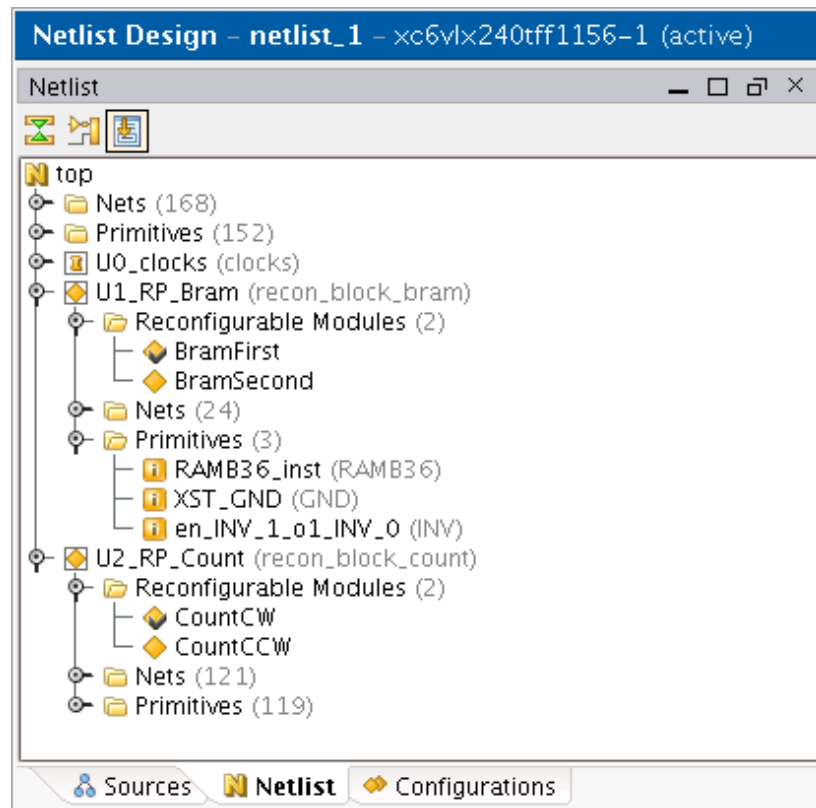 Netlist Design – netlist_1 – xc6vlx240tff1156-1 (active)
Netlist
top
Nets (168)
Primitives (152)
U0_clocks (clocks)
U1_RP_Bram (recon_block_bram)
Reconfigurable Modules (2)
BramFirst
BramSecond
Nets (24)
Primitives (3)
RAMB36_inst (RAMB36)
XST_GND (GND)
en_INV_1_o1_INV_0 (INV)
U2_RP_Count (recon_block_count)
Reconfigurable Modules (2)
CountCW
CountCCW
Nets (121)
Primitives (119)
Sources Netlist Configurations